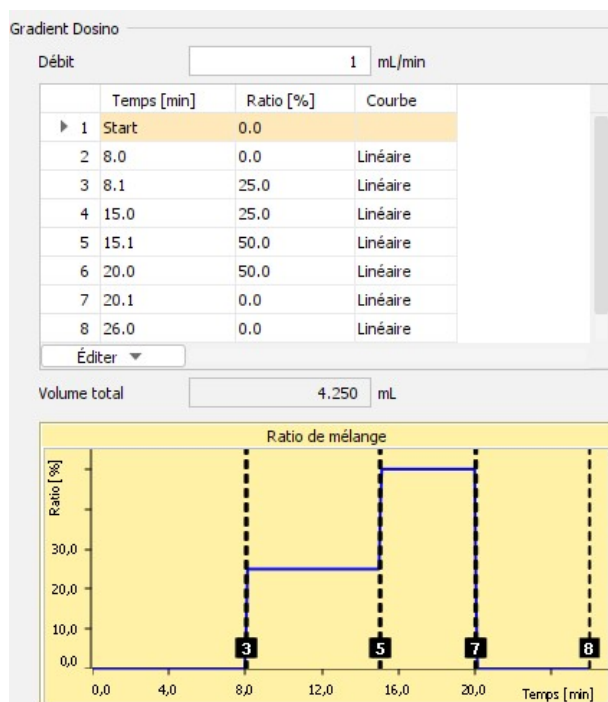 Gradient Dosino
Débit 1 mL/min
Temps [min] Ratio [%] Courbe
1 Start 0.0
2 8.0 0.0 Linéaire
3 8.1 25.0 Linéaire
4 15.0 25.0 Linéaire
5 15.1 50.0 Linéaire
6 20.0 50.0 Linéaire
7 20.1 0.0 Linéaire
8 26.0 0.0 Linéaire
Éditer
Volume total 4.250 mL
Ratio de mélange
Ratio [%]
30,0
20,0
10,0
0,0
3 5 7 8
0,0 4,0 8,0 12,0 16,0 20,0 Temps [min]